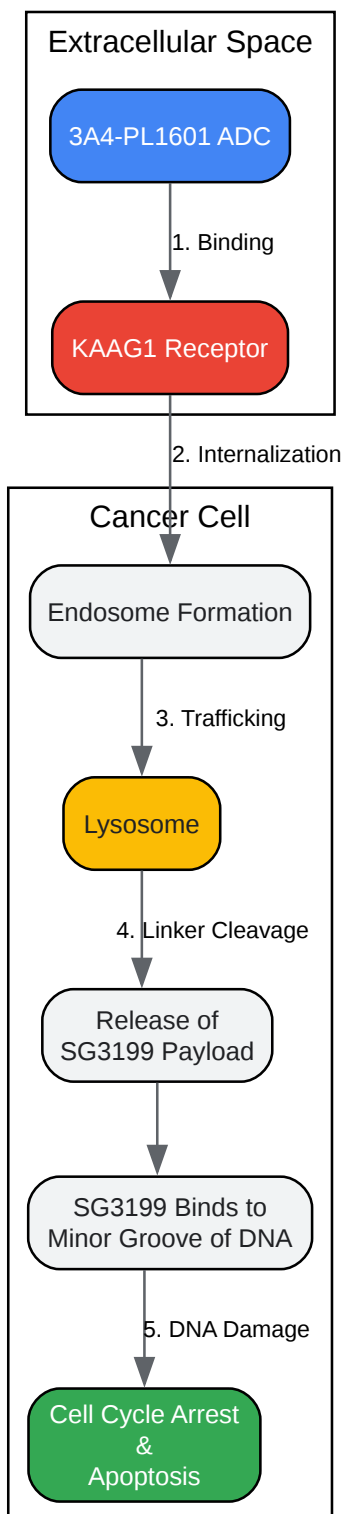 Extracellular Space
3A4-PL1601 ADC
1. Binding
KAAG1 Receptor
2. Internalization
Cancer Cell
Endosome Formation
3. Trafficking
Lysosome
4. Linker Cleavage
Release of
SG3199 Payload
SG3199 Binds to
Minor Groove of DNA
5. DNA Damage
Cell Cycle Arrest
&
Apoptosis